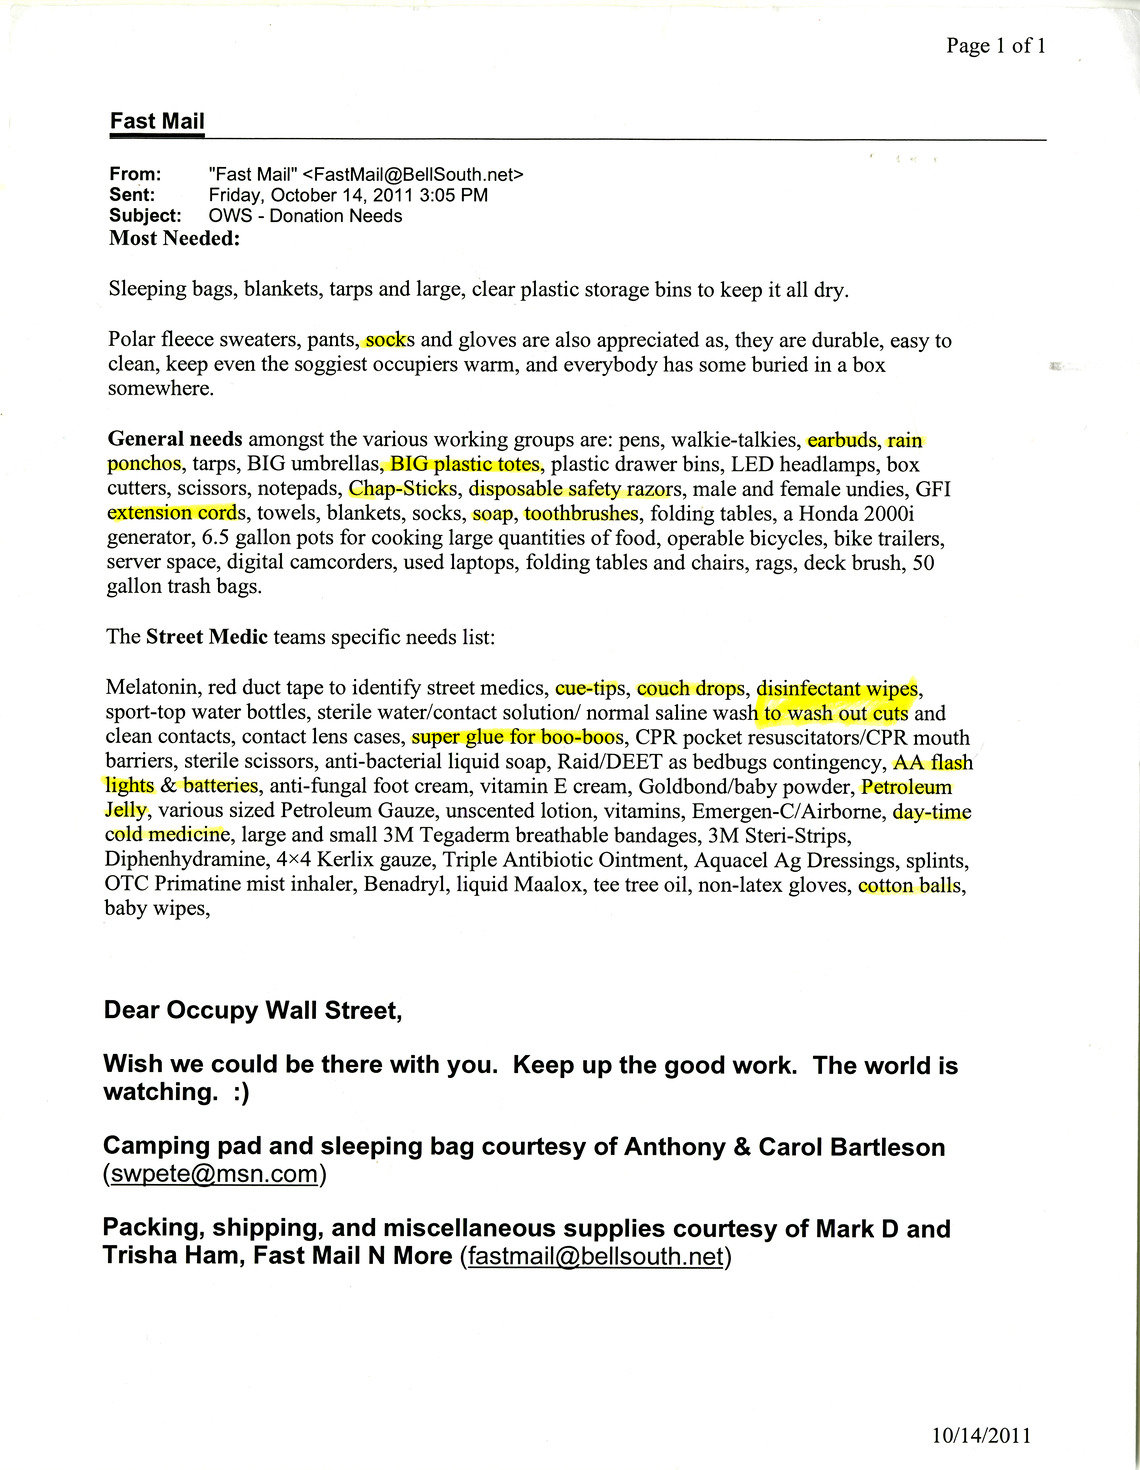 Page 1 of 1
Fast Mail
From: "Fast Mail" <FastMail@BellSouth.net>
Sent: Friday, October 14, 2011 3:05 PM
Subject: OWS - Donation Needs
Most Needed:
Sleeping bags, blankets, tarps and large, clear plastic storage bins to keep it all dry.
Polar fleece sweaters, pants, socks and gloves are also appreciated as, they are durable, easy to
clean, keep even the soggiest occupiers warm, and everybody has some buried in a box
somewhere.
General needs amongst the various working groups are: pens, walkie-talkies, earbuds, rain
ponchos, tarps, BIG umbrellas, BIG plastic totes, plastic drawer bins, LED headlamps, box
cutters, scissors, notepads, Chap-Sticks, disposable safety razors, male and female undies, GFI
extension cords, towels, blankets, socks, soap, toothbrushes, folding tables, a Honda 2000i
generator, 6.5 gallon pots for cooking large quantities of food, operable bicycles, bike trailers,
server space, digital camcorders, used laptops, folding tables and chairs, rags, deck brush, 50
gallon trash bags.
The Street Medic teams specific needs list:
Melatonin, red duct tape to identify street medics, cue-tips, couch drops, disinfectant wipes,
sport-top water bottles, sterile water/contact solution/ normal saline wash to wash out cuts and
clean contacts, contact lens cases, super glue for boo-boos, CPR pocket resuscitators/CPR mouth
barriers, sterile scissors, anti-bacterial liquid soap, Raid/DEET as bedbugs contingency, AA flash
lights & batteries, anti-fungal foot cream, vitamin E cream, Goldbond/baby powder, Petroleum
Jelly, various sized Petroleum Gauze, unscented lotion, vitamins, Emergen-C/Airborne, day-time
cold medicine, large and small 3M Tegaderm breathable bandages, 3M Steri-Strips,
Diphenhydramine, 4×4 Kerlix gauze, Triple Antibiotic Ointment, Aquacel Ag Dressings, splints,
OTC Primatine mist inhaler, Benadryl, liquid Maalox, tee tree oil, non-latex gloves, cotton balls,
baby wipes,
Dear Occupy Wall Street,
Wish we could be there with you.  Keep up the good work.  The world is
watching.  :)
Camping pad and sleeping bag courtesy of Anthony & Carol Bartleson
(swpete@msn.com)
Packing, shipping, and miscellaneous supplies courtesy of Mark D and
Trisha Ham, Fast Mail N More (fastmail@bellsouth.net)
10/14/2011